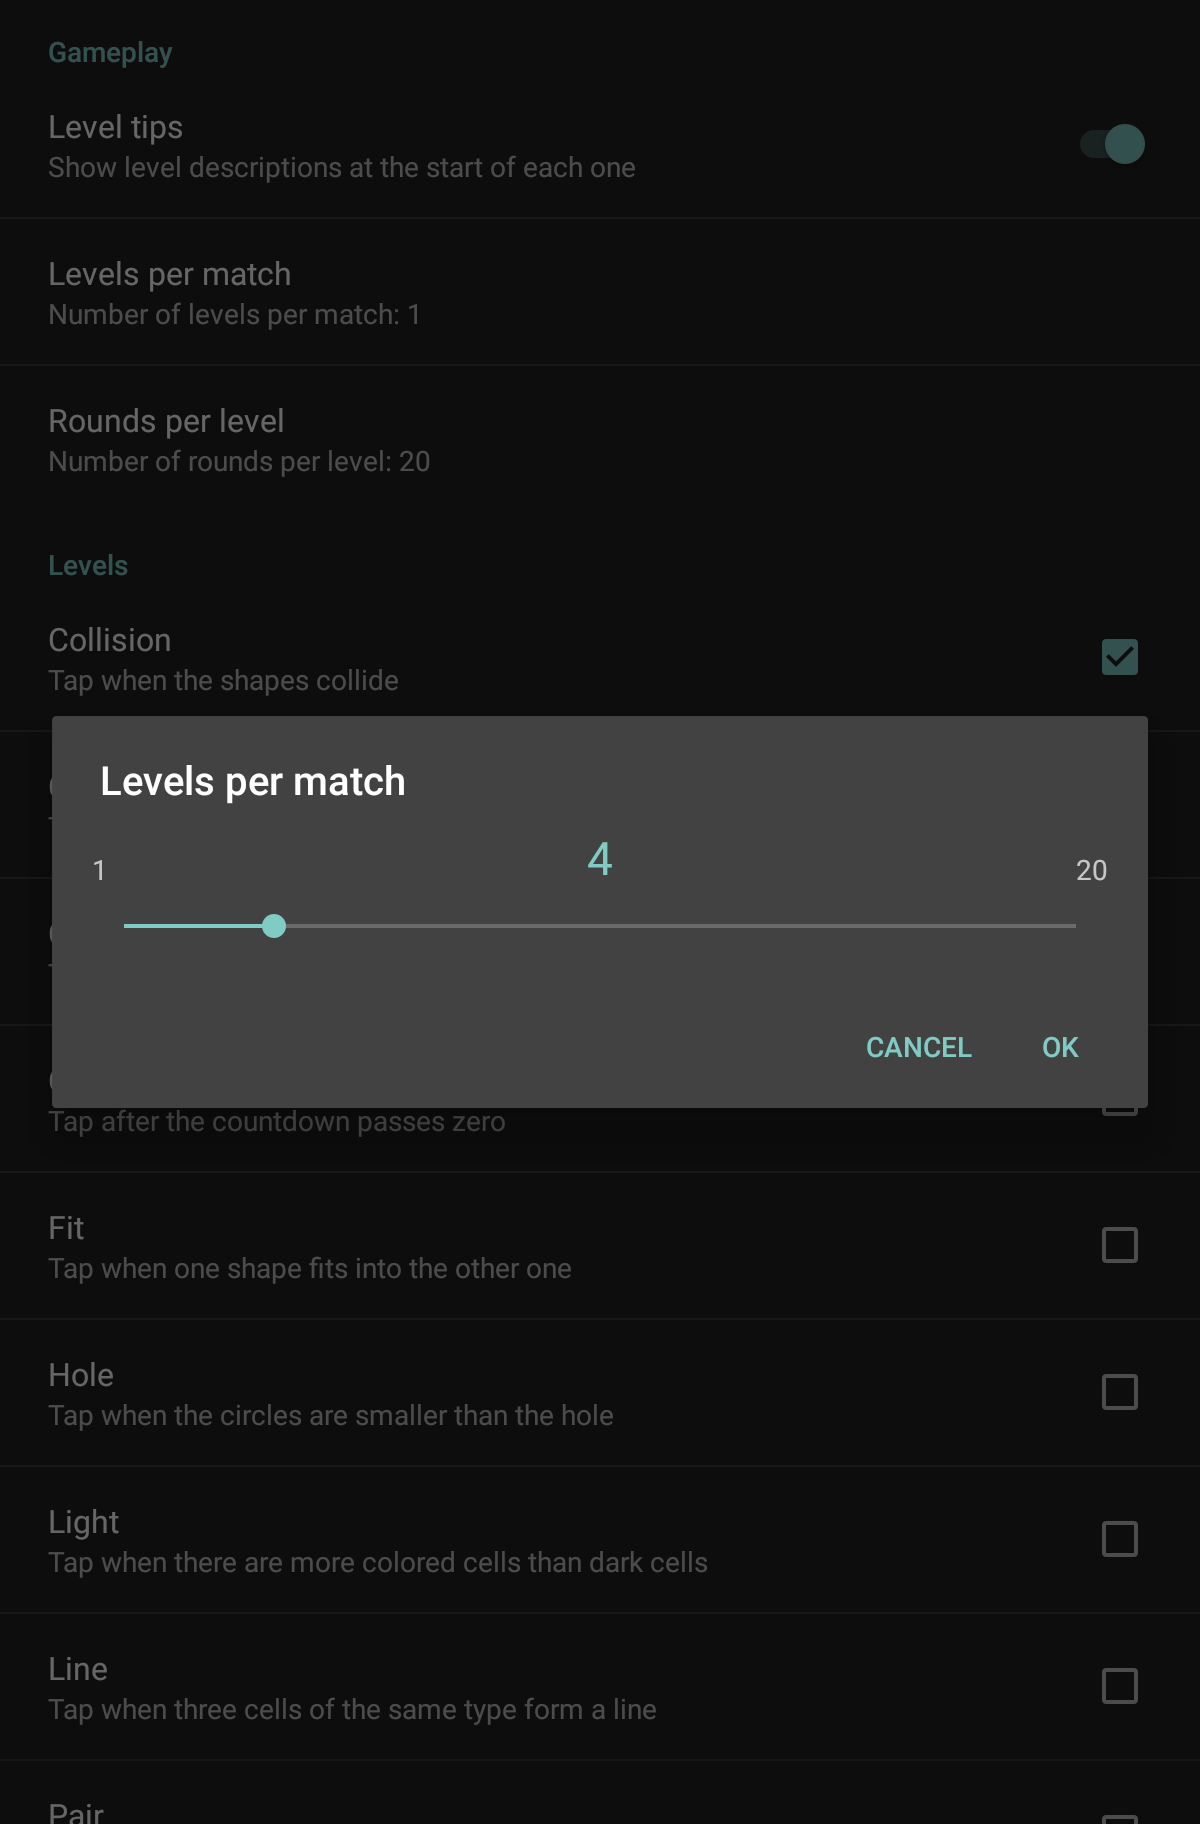 Gameplay
Level tips
Show level descriptions at the start of each one
Levels per match
Number of levels per match: 1
Rounds per level
Number of rounds per level: 20
Levels
Collision
Tap when the shapes collide
Levels per match
1
4
20
CANCEL
OK
Tap after the countdown passes zero
Fit
Tap when one shape fits into the other one
Hole
Tap when the circles are smaller than the hole
Light
Tap when there are more colored cells than dark cells
Line
Tap when three cells of the same type form a line
Pair